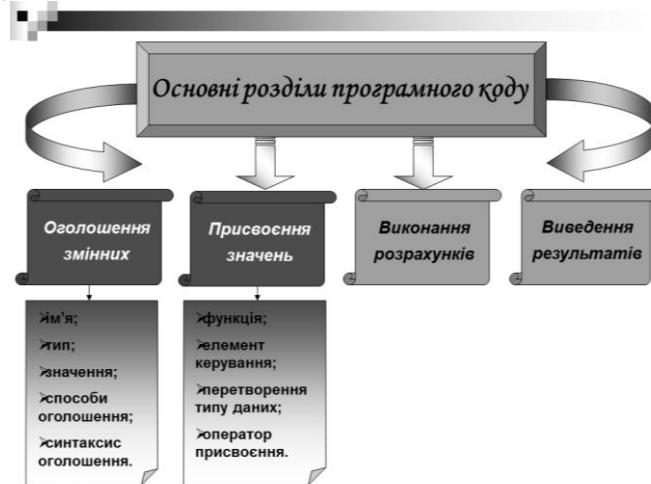 Основні розділи програмного коду
Оголошення
змінних
Присвоєння
значень
Виконання
розрахунків
Виведення
результатів
➢ім’я;
➢тип;
➢значення;
➢способи
оголошення;
➢синтаксис
оголошення.
➢функція;
➢елемент
керування;
➢перетворення
типу даних;
➢оператор
присвоєння.